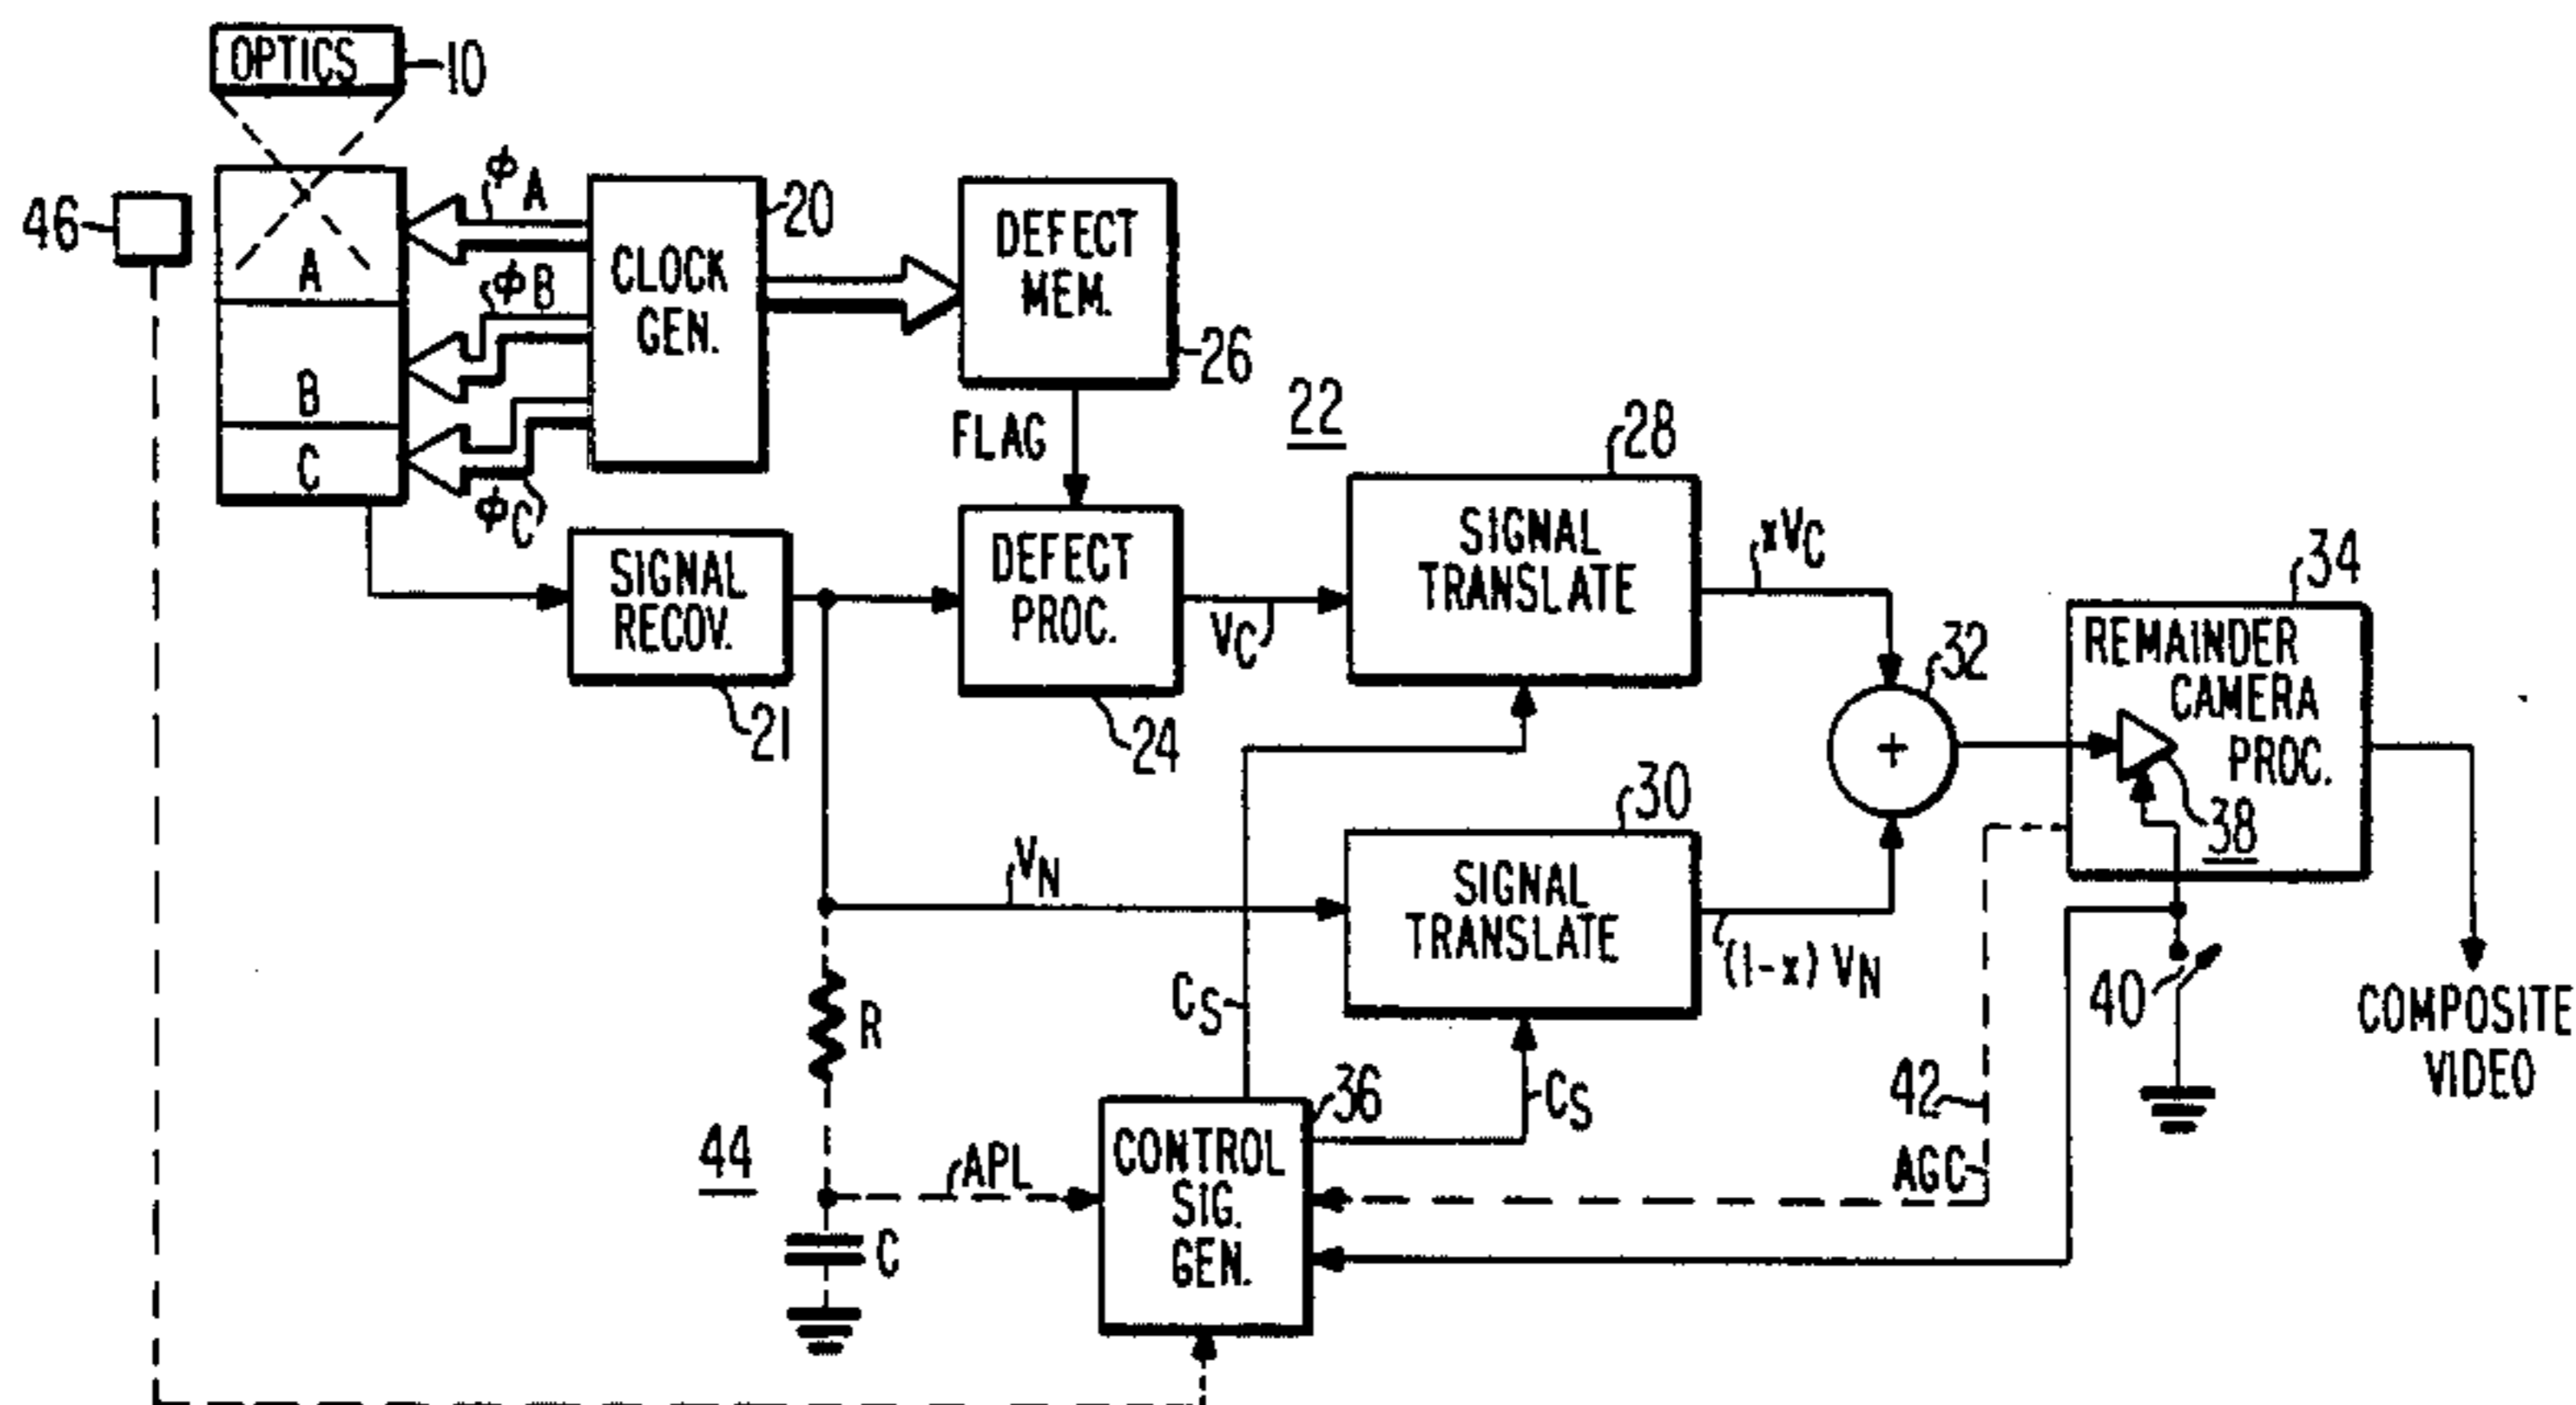 OPTICS
10
46
A
B
C
ϕA
ϕB
ϕC
CLOCK
GEN.
20
DEFECT
MEM.
26
FLAG
22
SIGNAL
RECOV.
21
DEFECT
PROC.
24
VC
SIGNAL
TRANSLATE
28
xVC
VN
SIGNAL
TRANSLATE
30
(1-x) VN
+
32
REMAINDER
CAMERA
PROC.
34
38
40
COMPOSITE
VIDEO
R
C
44
APL
CONTROL
SIG.
GEN.
36
CS
CS
42
AGC